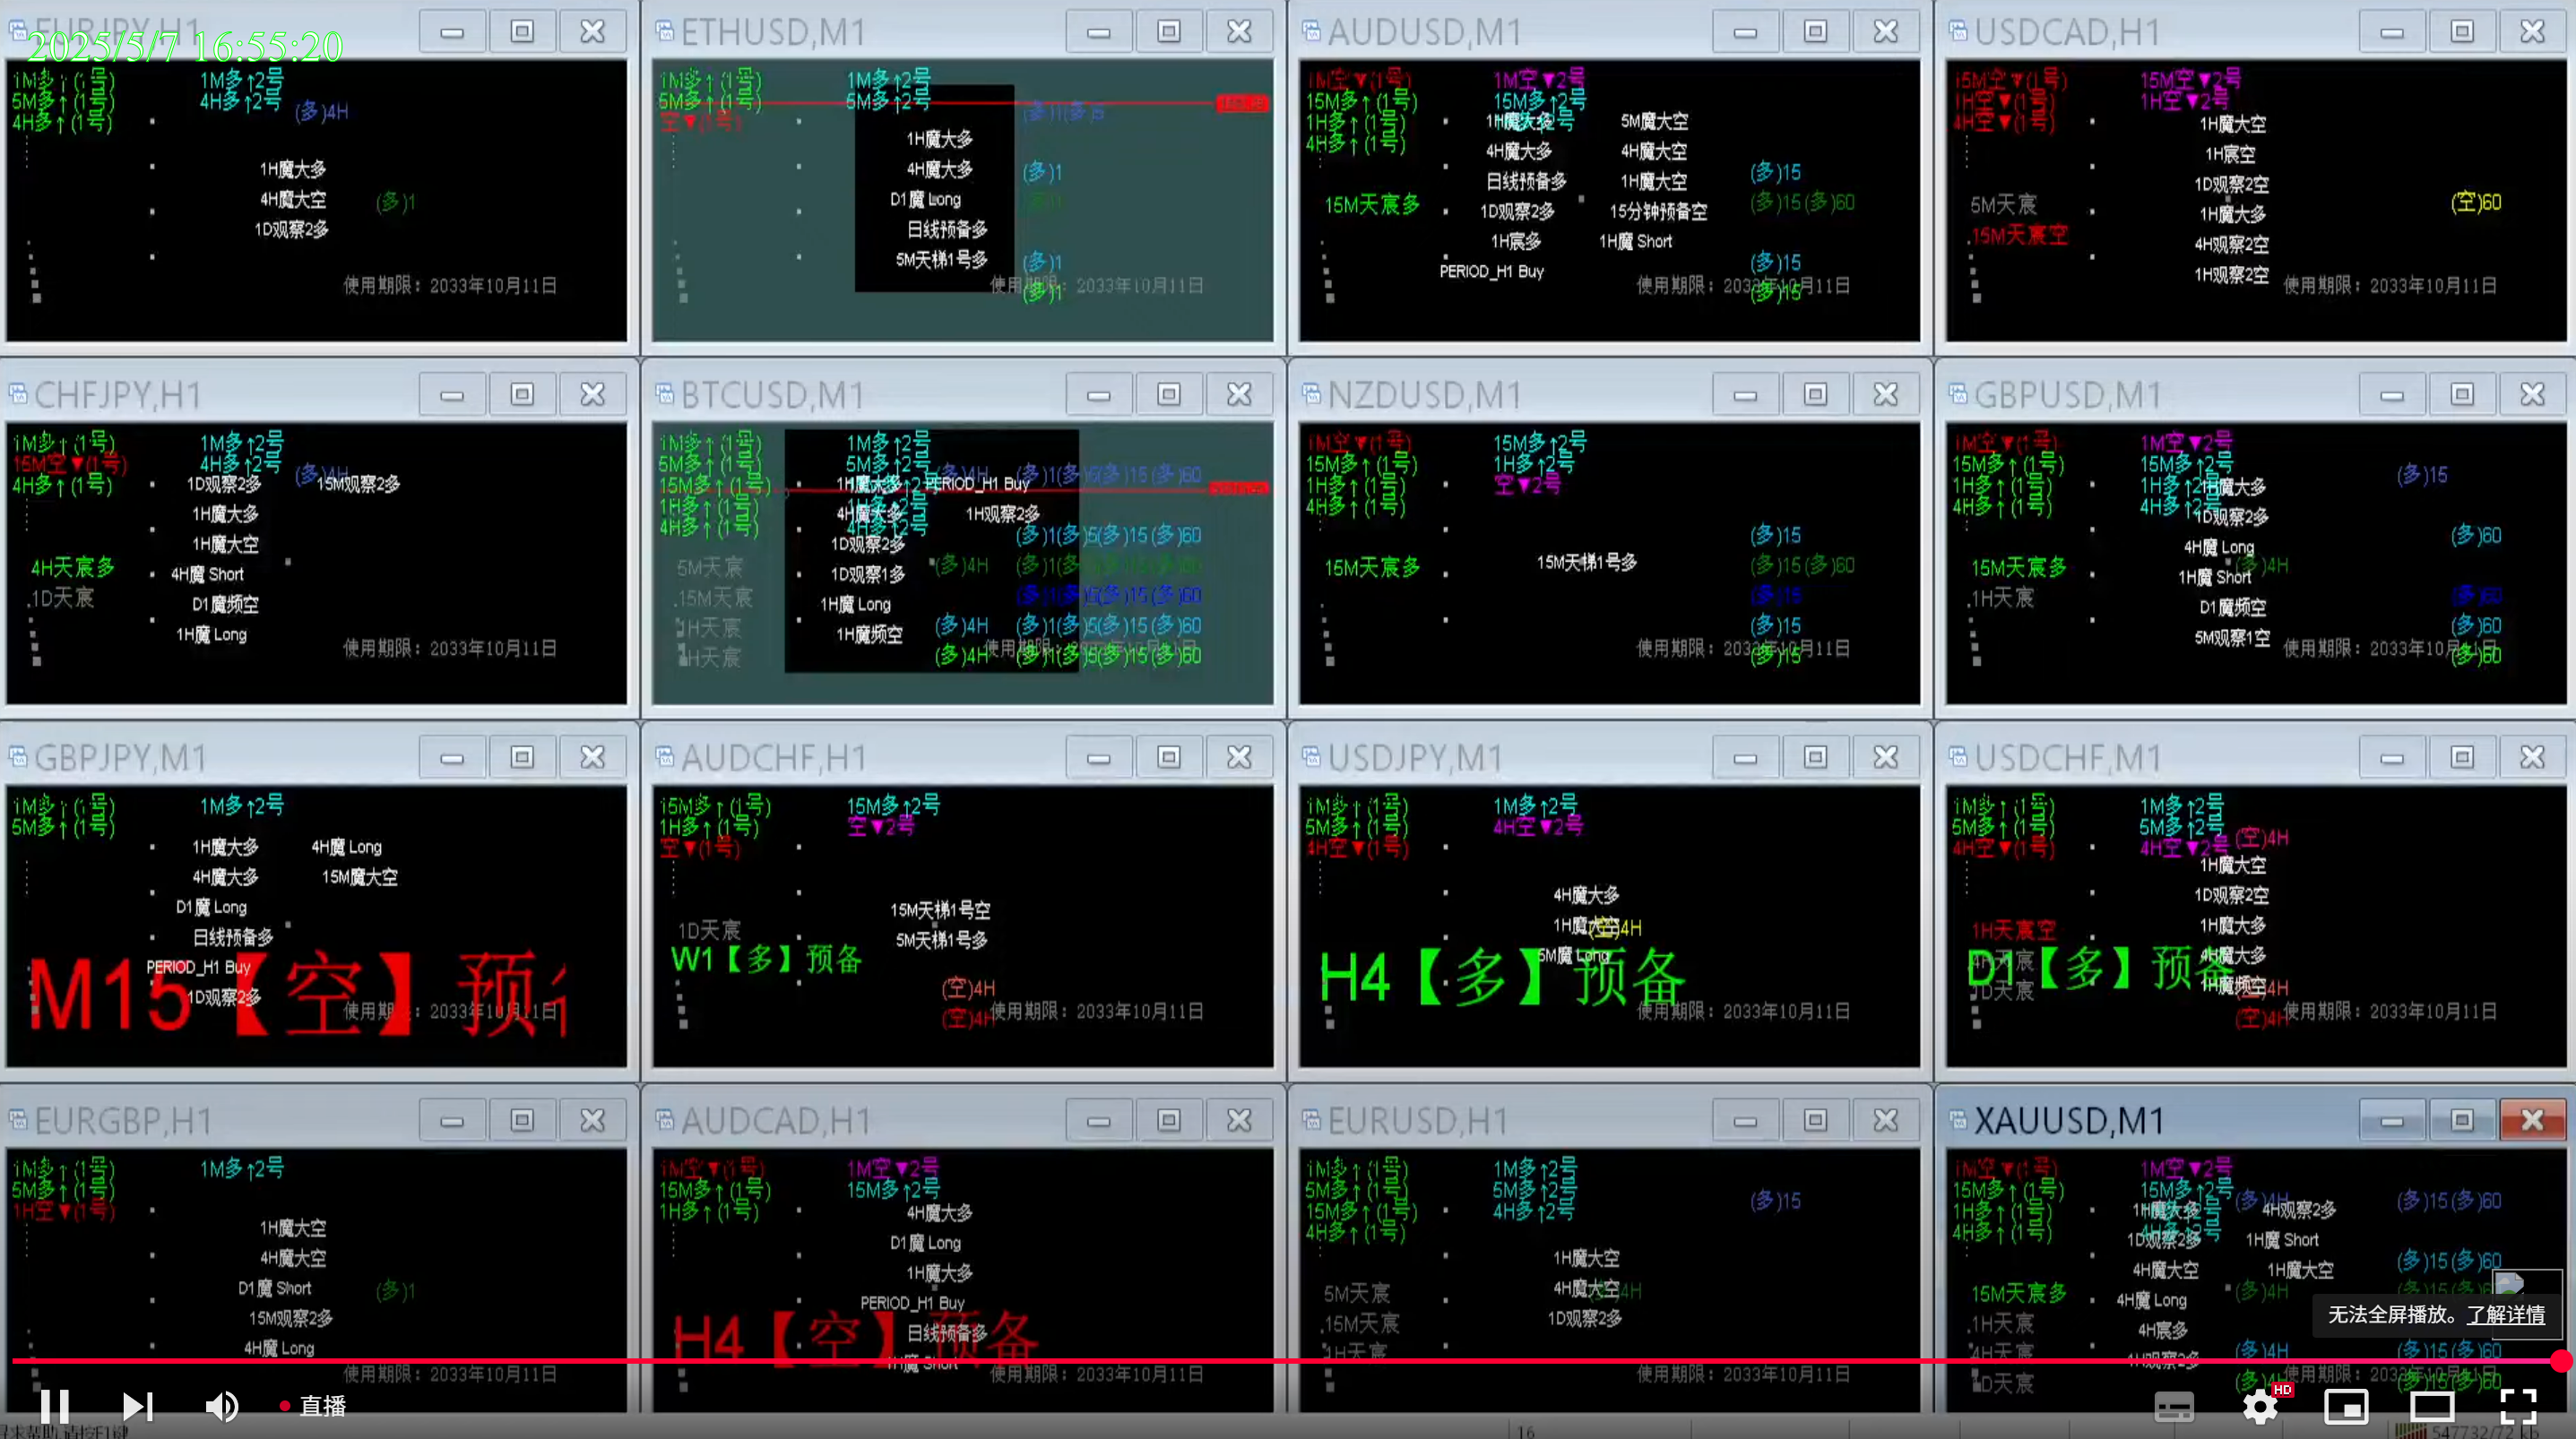 EURJPY,H1
2025/5/7 16:55:20
1M多↑(1号) 1M多↑2号
5M多↑(1号) 4H多↑2号 (多)4H
4H多↑(1号)
1H魔大多
4H魔大空 (多)1
1D观察2多
使用期限：2033年10月11日
ETHUSD,M1
1M多↑(1号) 1M多↑2号
5M多↑(1号) 5M多↑2号
空▼(1号)
1H魔大多
4H魔大多 (多)1
D1魔 Long
日线预备多
5M天梯1号多 (多)1
使用期限：2033年10月11日
(多)1
AUDUSD,M1
1M空▼(1号) 1M空▼2号
15M多↑(1号) 15M多↑2号
1H多↑(1号) 1H魔大多 5M魔大空
4H多↑(1号) 4H魔大多 4H魔大空
日线预备多 1H魔大空 (多)15
15M天宸多 1D观察2多 15分钟预备空 (多)15(多)60
1H宸多 1H魔 Short
PERIOD_H1 Buy (多)15
使用期限：2033年10月11日
(多)15
USDCAD,H1
15M空▼(1号) 15M空▼2号
1H空▼(1号) 1H空▼2号
4H空▼(1号) 1H魔大空
1H宸空
1D观察2空
5M天宸 1H魔大多 (空)60
15M天宸空 4H观察2空
1H观察2空
使用期限：2033年10月11日
CHFJPY,H1
1M多↑(1号) 1M多↑2号
15M空▼(1号) 4H多↑2号 (多)4H
4H多↑(1号) 1D观察2多 15M观察2多
1H魔大多
1H魔大空
4H天宸多 4H魔 Short
1D天宸 D1魔频空
1H魔 Long
使用期限：2033年10月11日
BTCUSD,M1
1M多↑(1号) 1M多↑2号
5M多↑(1号) 5M多↑2号 (多)4H (多)1(多)5(多)15(多)60
15M多↑(1号) 1H魔大多 PERIOD_H1 Buy
1H多↑(1号) 4H魔大多 1H观察2多
4H多↑(1号) 4H多↑2号 (多)1(多)5(多)15(多)60
1D观察2多
5M天宸 1D观察1多 (多)4H (多)1(多)5(多)15(多)60
15M天宸 1H魔 Long (多)1(多)5(多)15(多)60
1H天宸 1H魔频空 (多)4H (多)1(多)5(多)15(多)60
使用期限：2033年10月11日
(多)4H (多)1(多)5(多)15(多)60
NZDUSD,M1
1M空▼(1号) 15M多↑2号
15M多↑(1号) 1H多↑2号
1H多↑(1号) 空▼2号
4H多↑(1号)
(多)15
15M天宸多 15M天梯1号多 (多)15(多)60
(多)15
(多)15
使用期限：2033年10月11日
(多)15
GBPUSD,M1
1M空▼(1号) 1M空▼2号
15M多↑(1号) 15M多↑2号 (多)15
1H多↑(1号) 1H魔大多
4H多↑(1号) 4H多↑2号 1D观察2多
4H魔 Long (多)60
15M天宸多 1H魔 Short (多)4H
1H天宸 D1魔频空 (多)60
5M观察1空 (多)60
使用期限：2033年10月11日
(多)60
GBPJPY,M1
1M多↑(1号) 1M多↑2号
5M多↑(1号)
1H魔大多 4H魔 Long
4H魔大多 15M魔大空
D1魔 Long
日线预备多
PERIOD_H1 Buy
1D观察2多
M15【空】预
使用期限：2033年10月11日
AUDCHF,H1
15M多↑(1号) 15M多↑2号
1H多↑(1号) 空▼2号
空▼(1号)
15M天梯1号空
1D天宸 5M天梯1号多
W1【多】预备
(空)4H
(空)4H
使用期限：2033年10月11日
USDJPY,M1
1M多↑(1号) 1M多↑2号
5M多↑(1号) 4H空▼2号
4H空▼(1号)
4H魔大多
1H魔大空 (空)4H
5M魔 Long
H4【多】预备
使用期限：2033年10月11日
USDCHF,M1
1M多↑(1号) 1M多↑2号
5M多↑(1号) 5M多↑2号 (空)4H
4H空▼(1号) 4H空▼2号
1H魔大空
1D观察2空
1H天宸空 1H魔大多
4H天宸 4H魔大多
D1【多】预备
1D天宸 1H魔频空 (空)4H
(空)4H
使用期限：2033年10月11日
EURGBP,H1
1M多↑(1号) 1M多↑2号
5M多↑(1号)
1H空▼(1号)
1H魔大空
4H魔大空
D1魔 Short (多)1
15M观察2多
4H魔 Long
使用期限：2033年10月11日
AUDCAD,H1
1M空▼(1号) 1M空▼2号
15M多↑(1号) 15M多↑2号
1H多↑(1号) 4H魔大多
D1魔 Long
1H魔大多
PERIOD_H1 Buy
日线预备多
H4【空】预备
1H魔 Short
使用期限：2033年10月11日
EURUSD,H1
1M多↑(1号) 1M多↑2号
5M多↑(1号) 5M多↑2号 (多)15
15M多↑(1号) 4H多↑2号
4H多↑(1号)
1H魔大空
5M天宸 4H魔大空
15M天宸 1D观察2多
1H天宸
使用期限：2033年10月11日
XAUUSD,M1
1M空▼(1号) 1M空▼2号
15M多↑(1号) 15M多↑2号 (多)4H (多)15(多)60
1H多↑(1号) 1H魔大多 4H观察2多
4H多↑(1号) 1D观察2多 1H魔 Short
4H魔大空 1H魔大空 (多)15(多)60
15M天宸多 4H魔 Long (多)4H
1H天宸 4H宸多
无法全屏播放。了解详情
4H天宸 1H观察2多 (多)4H (多)15(多)60
1D天宸
使用期限：2033年10月11日
直播
HD
16
547732/72 kb